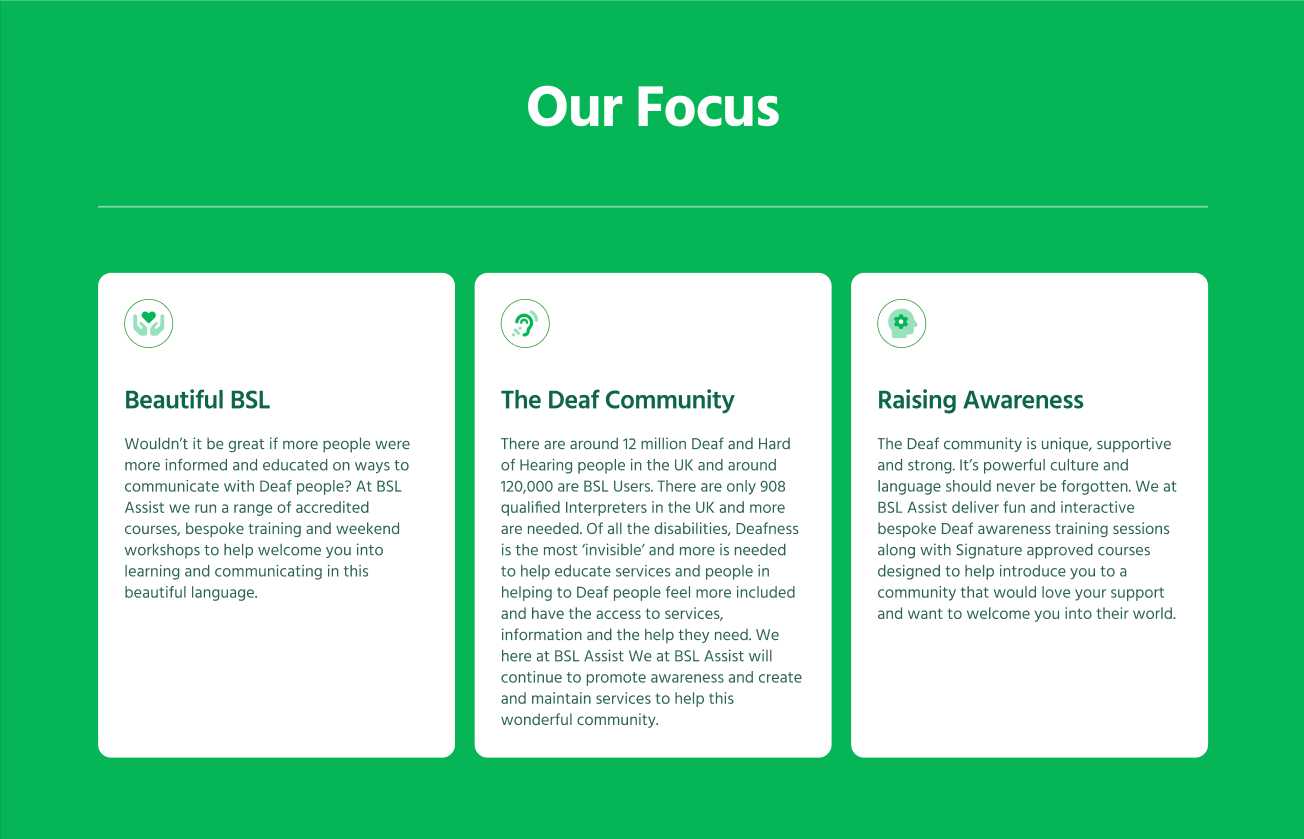 Our Focus
Beautiful BSL
Wouldn’t it be great if more people were
more informed and educated on ways to
communicate with Deaf people? At BSL
Assist we run a range of accredited
courses, bespoke training and weekend
workshops to help welcome you into
learning and communicating in this
beautiful language.
The Deaf Community
There are around 12 million Deaf and Hard
of Hearing people in the UK and around
120,000 are BSL Users. There are only 908
qualified Interpreters in the UK and more
are needed. Of all the disabilities, Deafness
is the most ‘invisible’ and more is needed
to help educate services and people in
helping to Deaf people feel more included
and have the access to services,
information and the help they need. We
here at BSL Assist We at BSL Assist will
continue to promote awareness and create
and maintain services to help this
wonderful community.
Raising Awareness
The Deaf community is unique, supportive
and strong. It’s powerful culture and
language should never be forgotten. We at
BSL Assist deliver fun and interactive
bespoke Deaf awareness training sessions
along with Signature approved courses
designed to help introduce you to a
community that would love your support
and want to welcome you into their world.